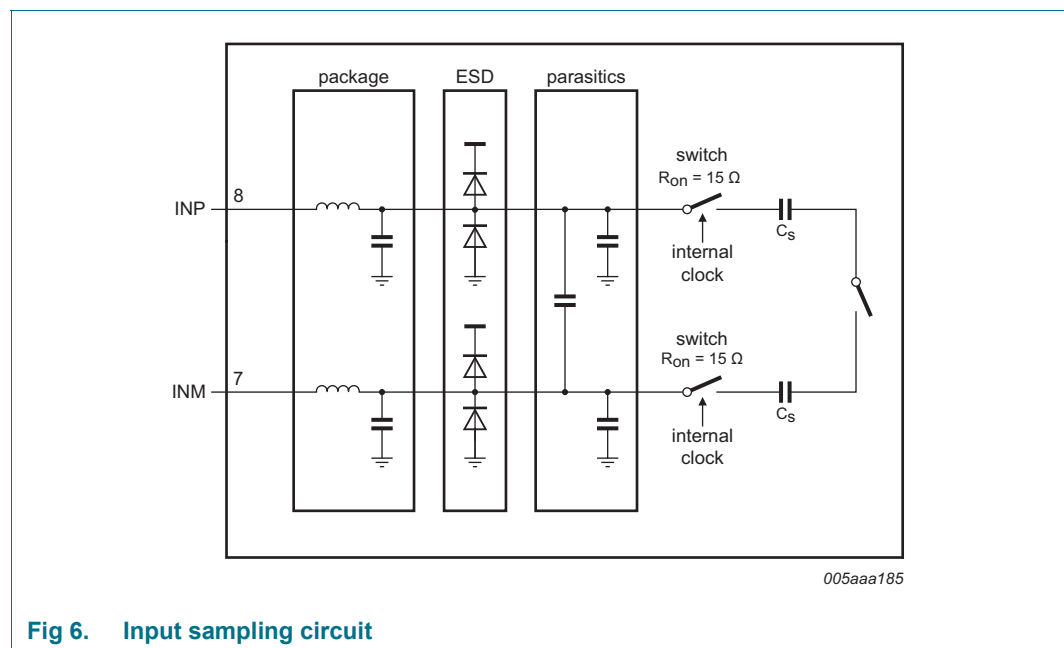 package ESD parasitics
switch
Ron = 15 Ω
INP 8
Cs
internal
clock
switch
Ron = 15 Ω
INM 7
Cs
internal
clock
005aaa185
Fig 6. Input sampling circuit